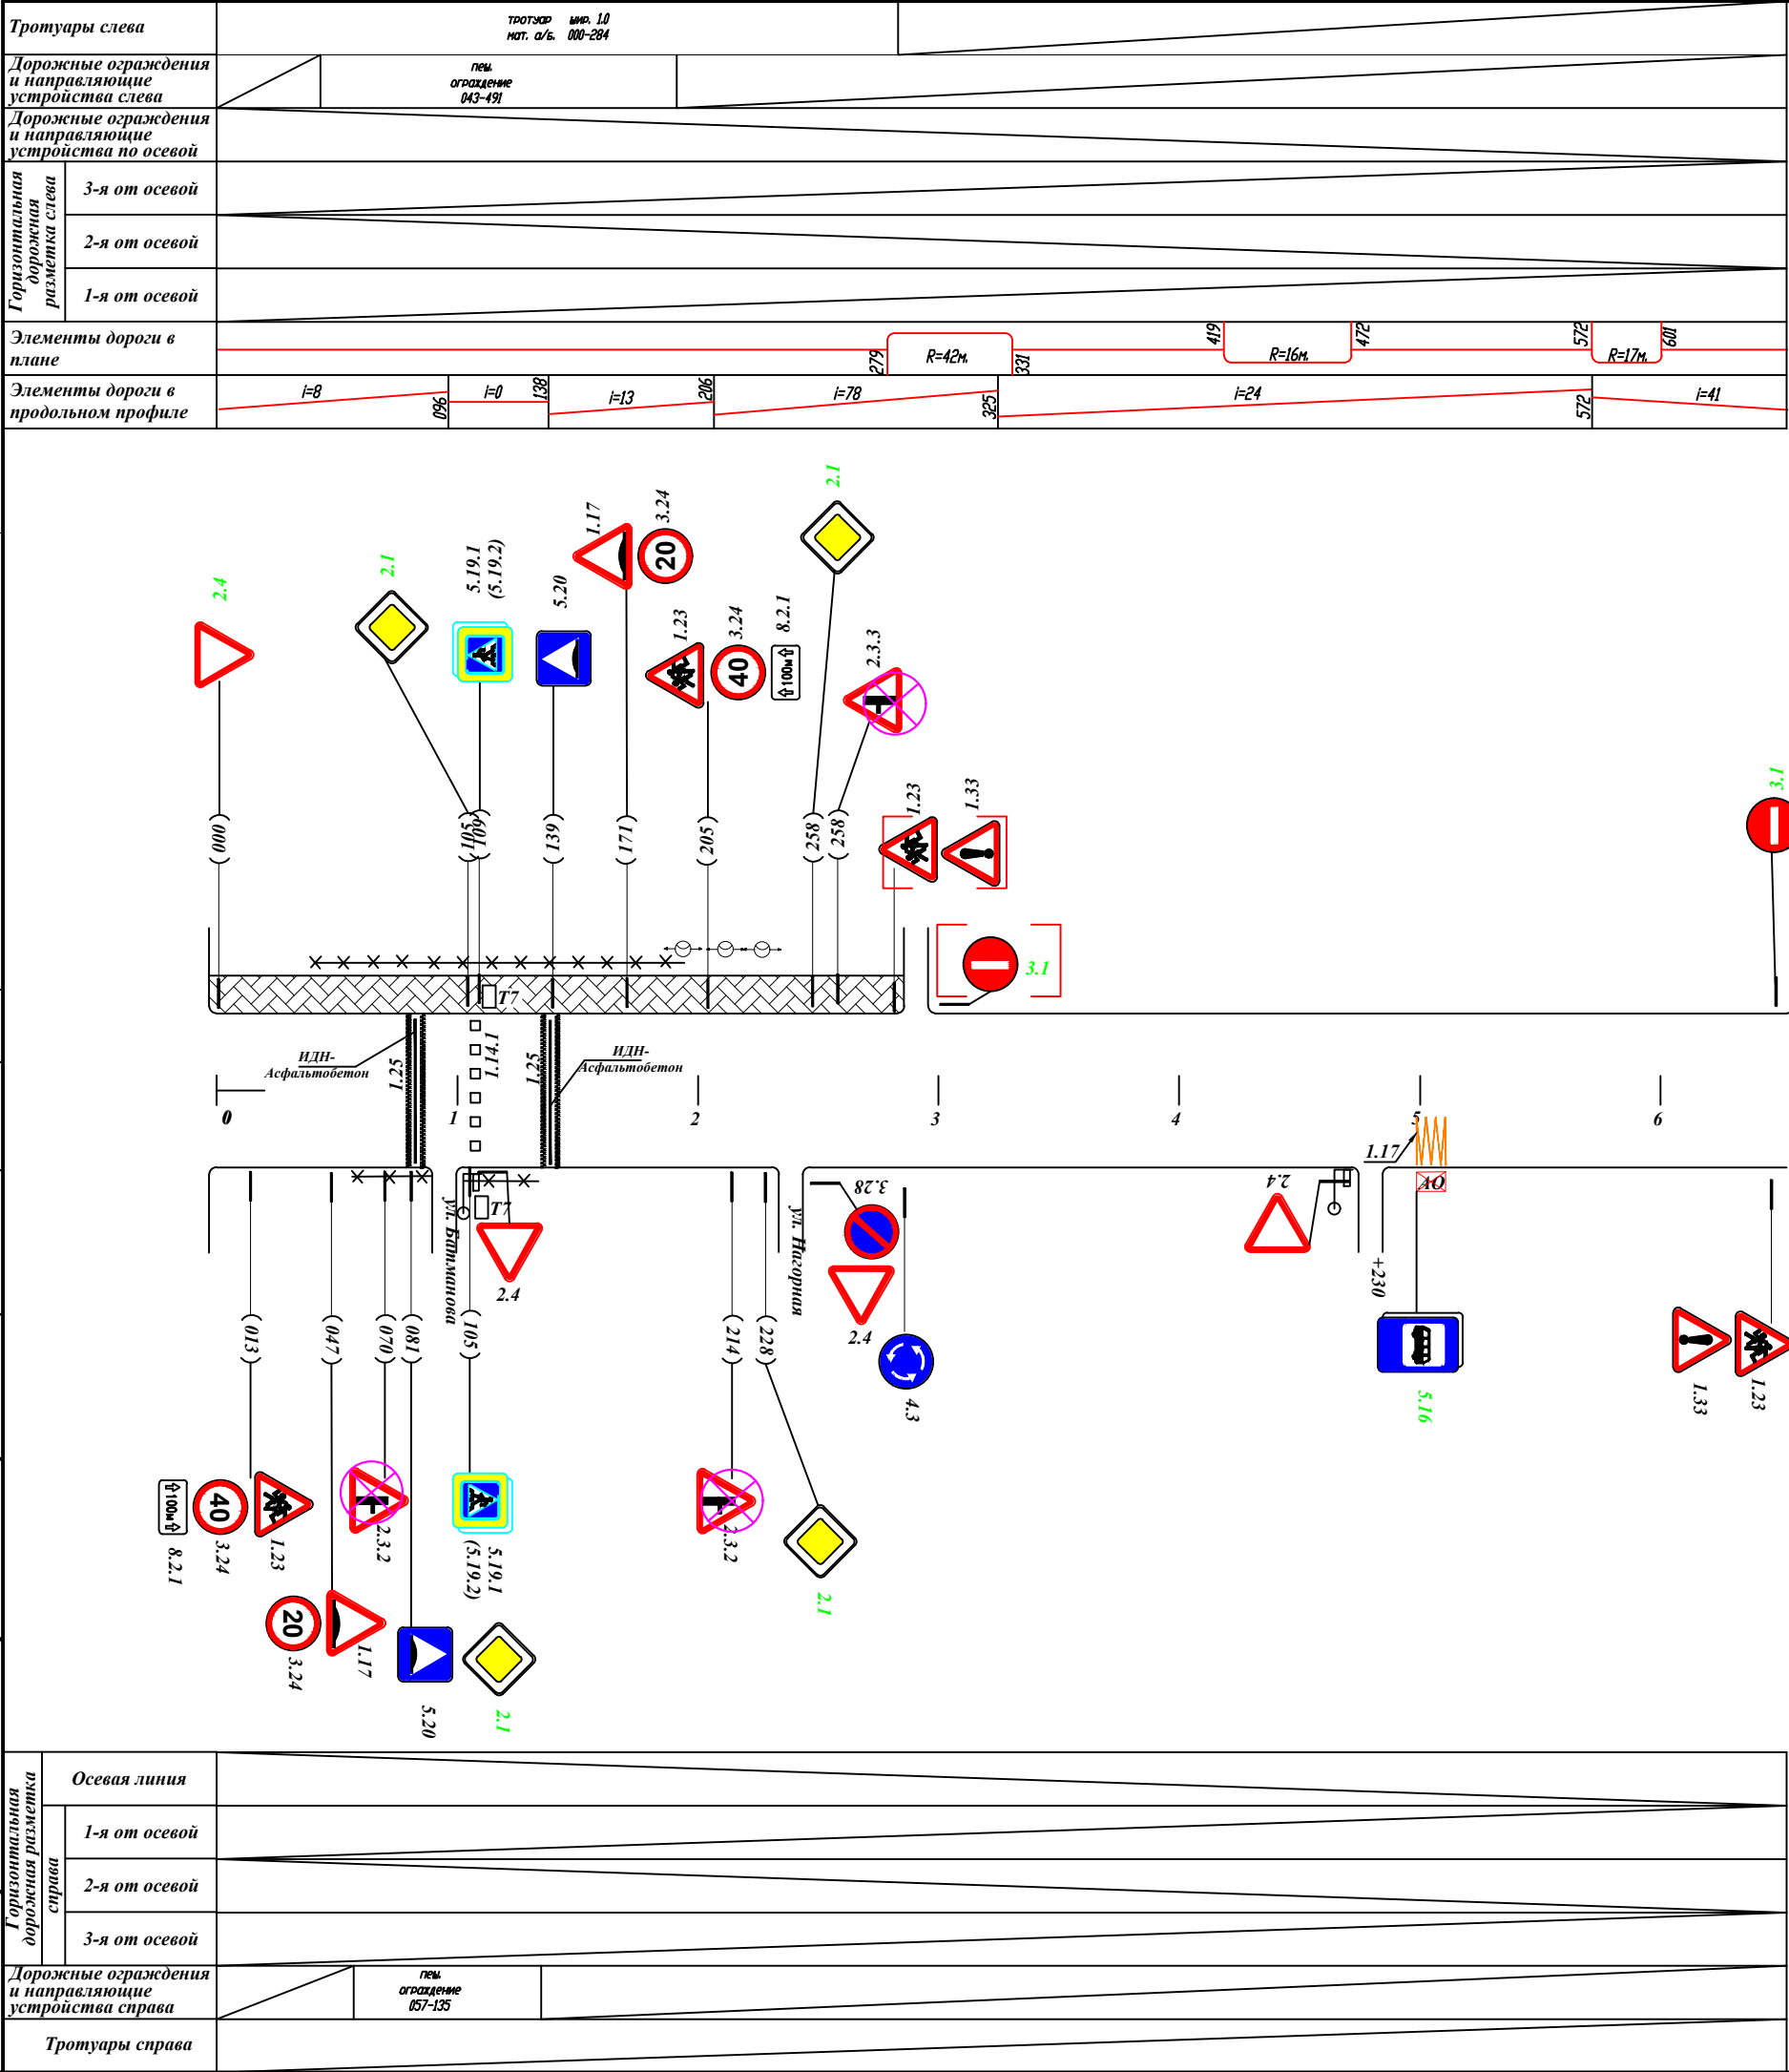 Тротуары слева
тротуар шир. 1.0
мат. а/б. 000-284
Дорожные ограждения
и направляющие
устройства слева
пеш.
ограждение
043-491
Дорожные ограждения
и направляющие
устройства по осевой
Горизонтальная
дорожная
разметка слева
3-я от осевой
2-я от осевой
1-я от осевой
Элементы дороги в
плане
279
R=42м.
331
419
R=16м.
472
572
R=17м.
601
Элементы дороги в
продольном профиле
i=8
096
i=0
138
i=13
206
i=78
325
i=24
572
i=41
2.4
2.1
5.19.1
(5.19.2)
5.20
1.17
3.24
20
1.23
3.24
40
8.2.1
100м
2.1
2.3.3
1.23
1.33
3.1
(000)
(105)
(109)
(139)
(171)
(205)
(258)
(258)
3.1
Т7
ИДН-
Асфальтобетон
1.25
1.14.1
1.25
ИДН-
Асфальтобетон
0
1
2
3
4
5
6
1.17
АО
ул. Батманова
Т7
2.4
ул. Нагорная
3.28
2.4
4.3
2.4
+230
5.16
1.33
1.23
(013)
(047)
(070)
(081)
(105)
(214)
(228)
100м
8.2.1
40
3.24
1.23
20
3.24
1.17
2.3.2
5.20
5.19.1
(5.19.2)
2.1
2.3.2
2.1
Горизонтальная
дорожная разметка
справа
Осевая линия
1-я от осевой
2-я от осевой
3-я от осевой
Дорожные ограждения
и направляющие
устройства справа
пеш.
ограждение
057-135
Тротуары справа